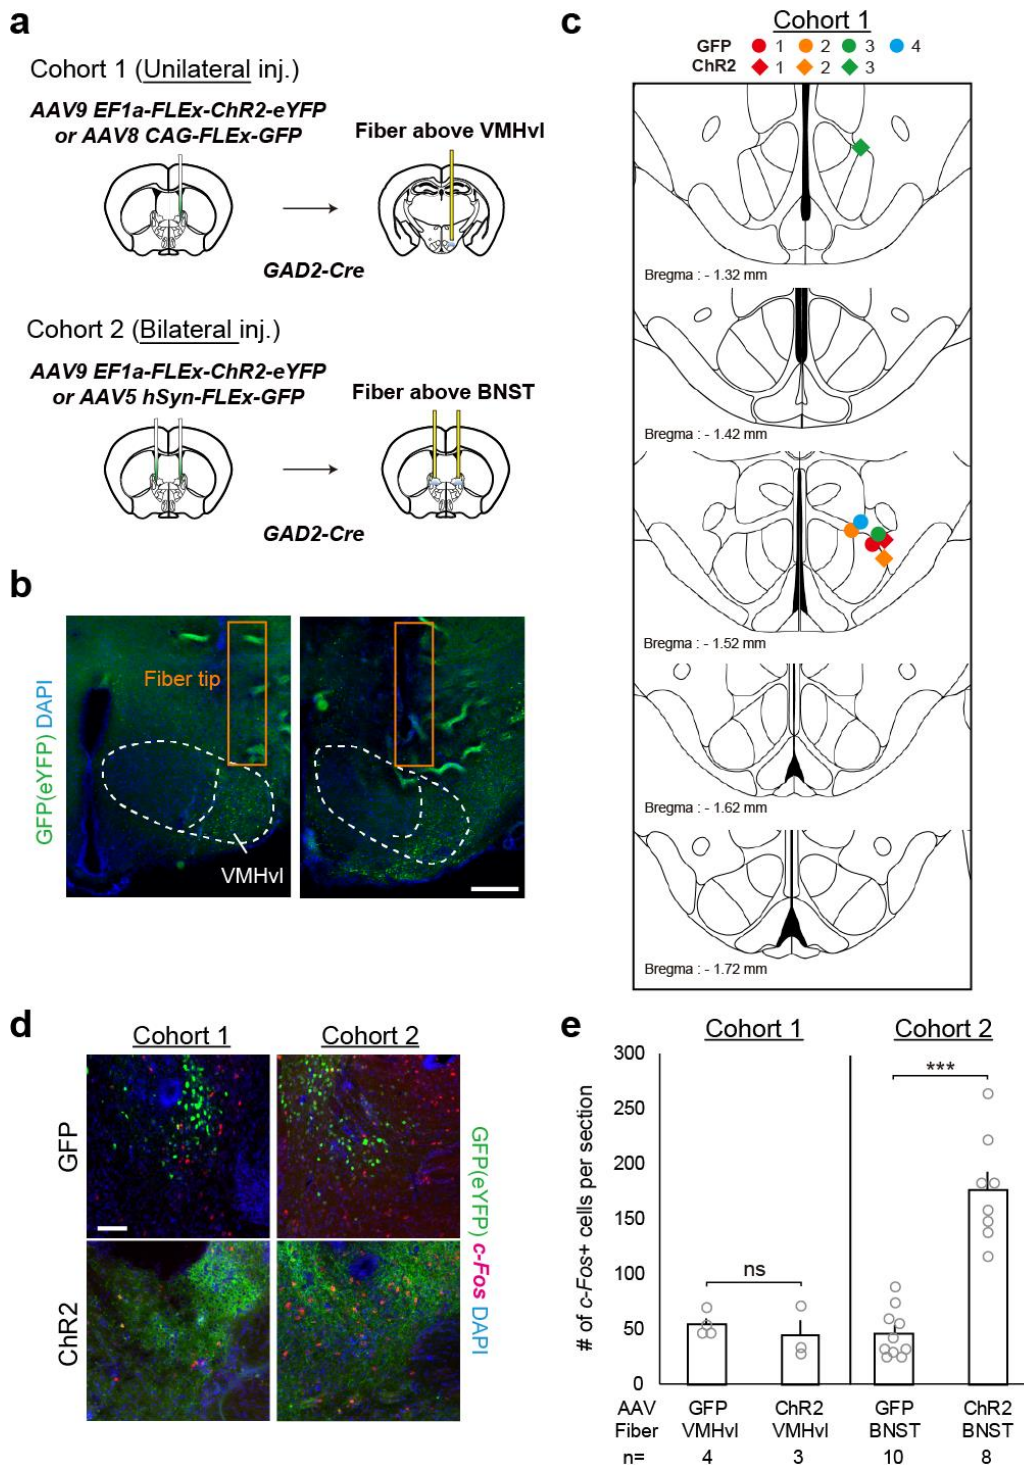 a
Cohort 1 (Unilateral inj.)
AAV9 EF1a-FLEx-ChR2-eYFP
or AAV8 CAG-FLEx-GFP
Fiber above VMHvl
GAD2-Cre
Cohort 2 (Bilateral inj.)
AAV9 EF1a-FLEx-ChR2-eYFP
or AAV5 hSyn-FLEx-GFP
Fiber above BNST
GAD2-Cre
b
GFP(eYFP) DAPI
Fiber tip
VMHvl
c
Cohort 1
GFP 1 2 3 4
ChR2 1 2 3
Bregma : - 1.32 mm
Bregma : - 1.42 mm
Bregma : - 1.52 mm
Bregma : - 1.62 mm
Bregma : - 1.72 mm
d
Cohort 1 Cohort 2
GFP
ChR2
GFP(eYFP) c-Fos DAPI
e
Cohort 1 Cohort 2
# of c-Fos+ cells per section
300
250
200
150
100
50
0
ns
***
AAV GFP ChR2 GFP ChR2
Fiber VMHvl VMHvl BNST BNST
n= 4 3 10 8